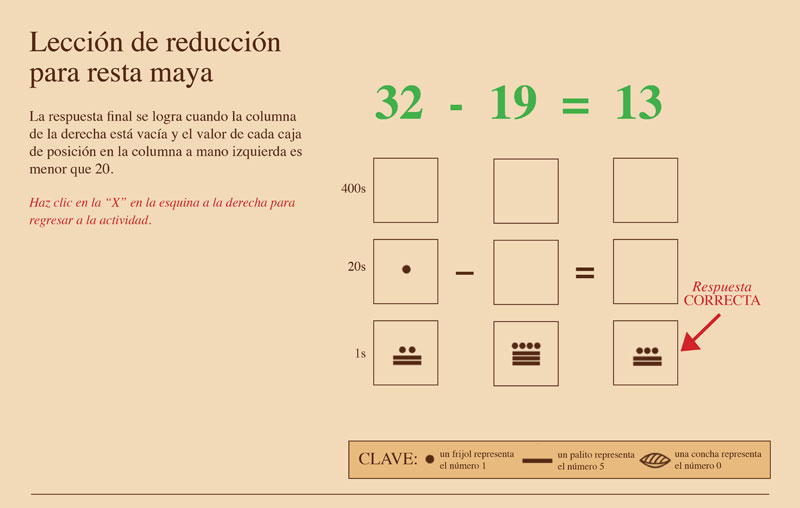 Lección de reducción
para resta maya
La respuesta final se logra cuando la columna
de la derecha está vacía y el valor de cada caja
de posición en la columna a mano izquierda es
menor que 20.
Haz clic en la “X” en la esquina a la derecha para
regresar a la actividad.
32 - 19 = 13
400s
20s
– =
Respuesta
CORRECTA
1s
CLAVE:
un frijol representa
el número 1
un palito representa
el número 5
una concha representa
el número 0